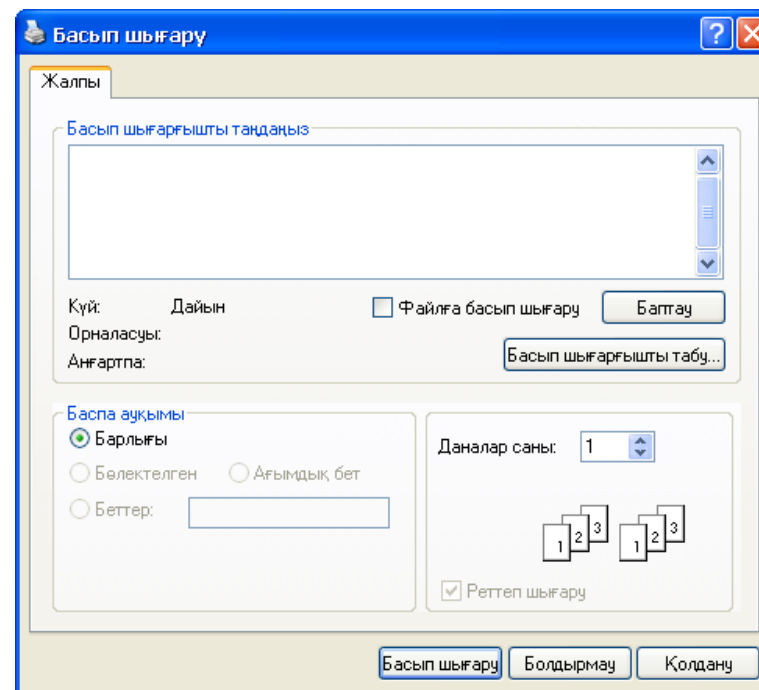 Басып шығару
Жалпы
Басып шығарғышты таңдаңыз
Күй: Дайын
Файлға басып шығару
Баптау
Орналасуы:
Аңғартпа:
Басып шығарғышты табу...
Баспа ауқымы
Барлығы
Бөлектелген Ағымдық бет
Беттер:
Даналар саны: 1
1 2 3 1 2 3
Реттеп шығару
Басып шығару Болдырмау Қолдану